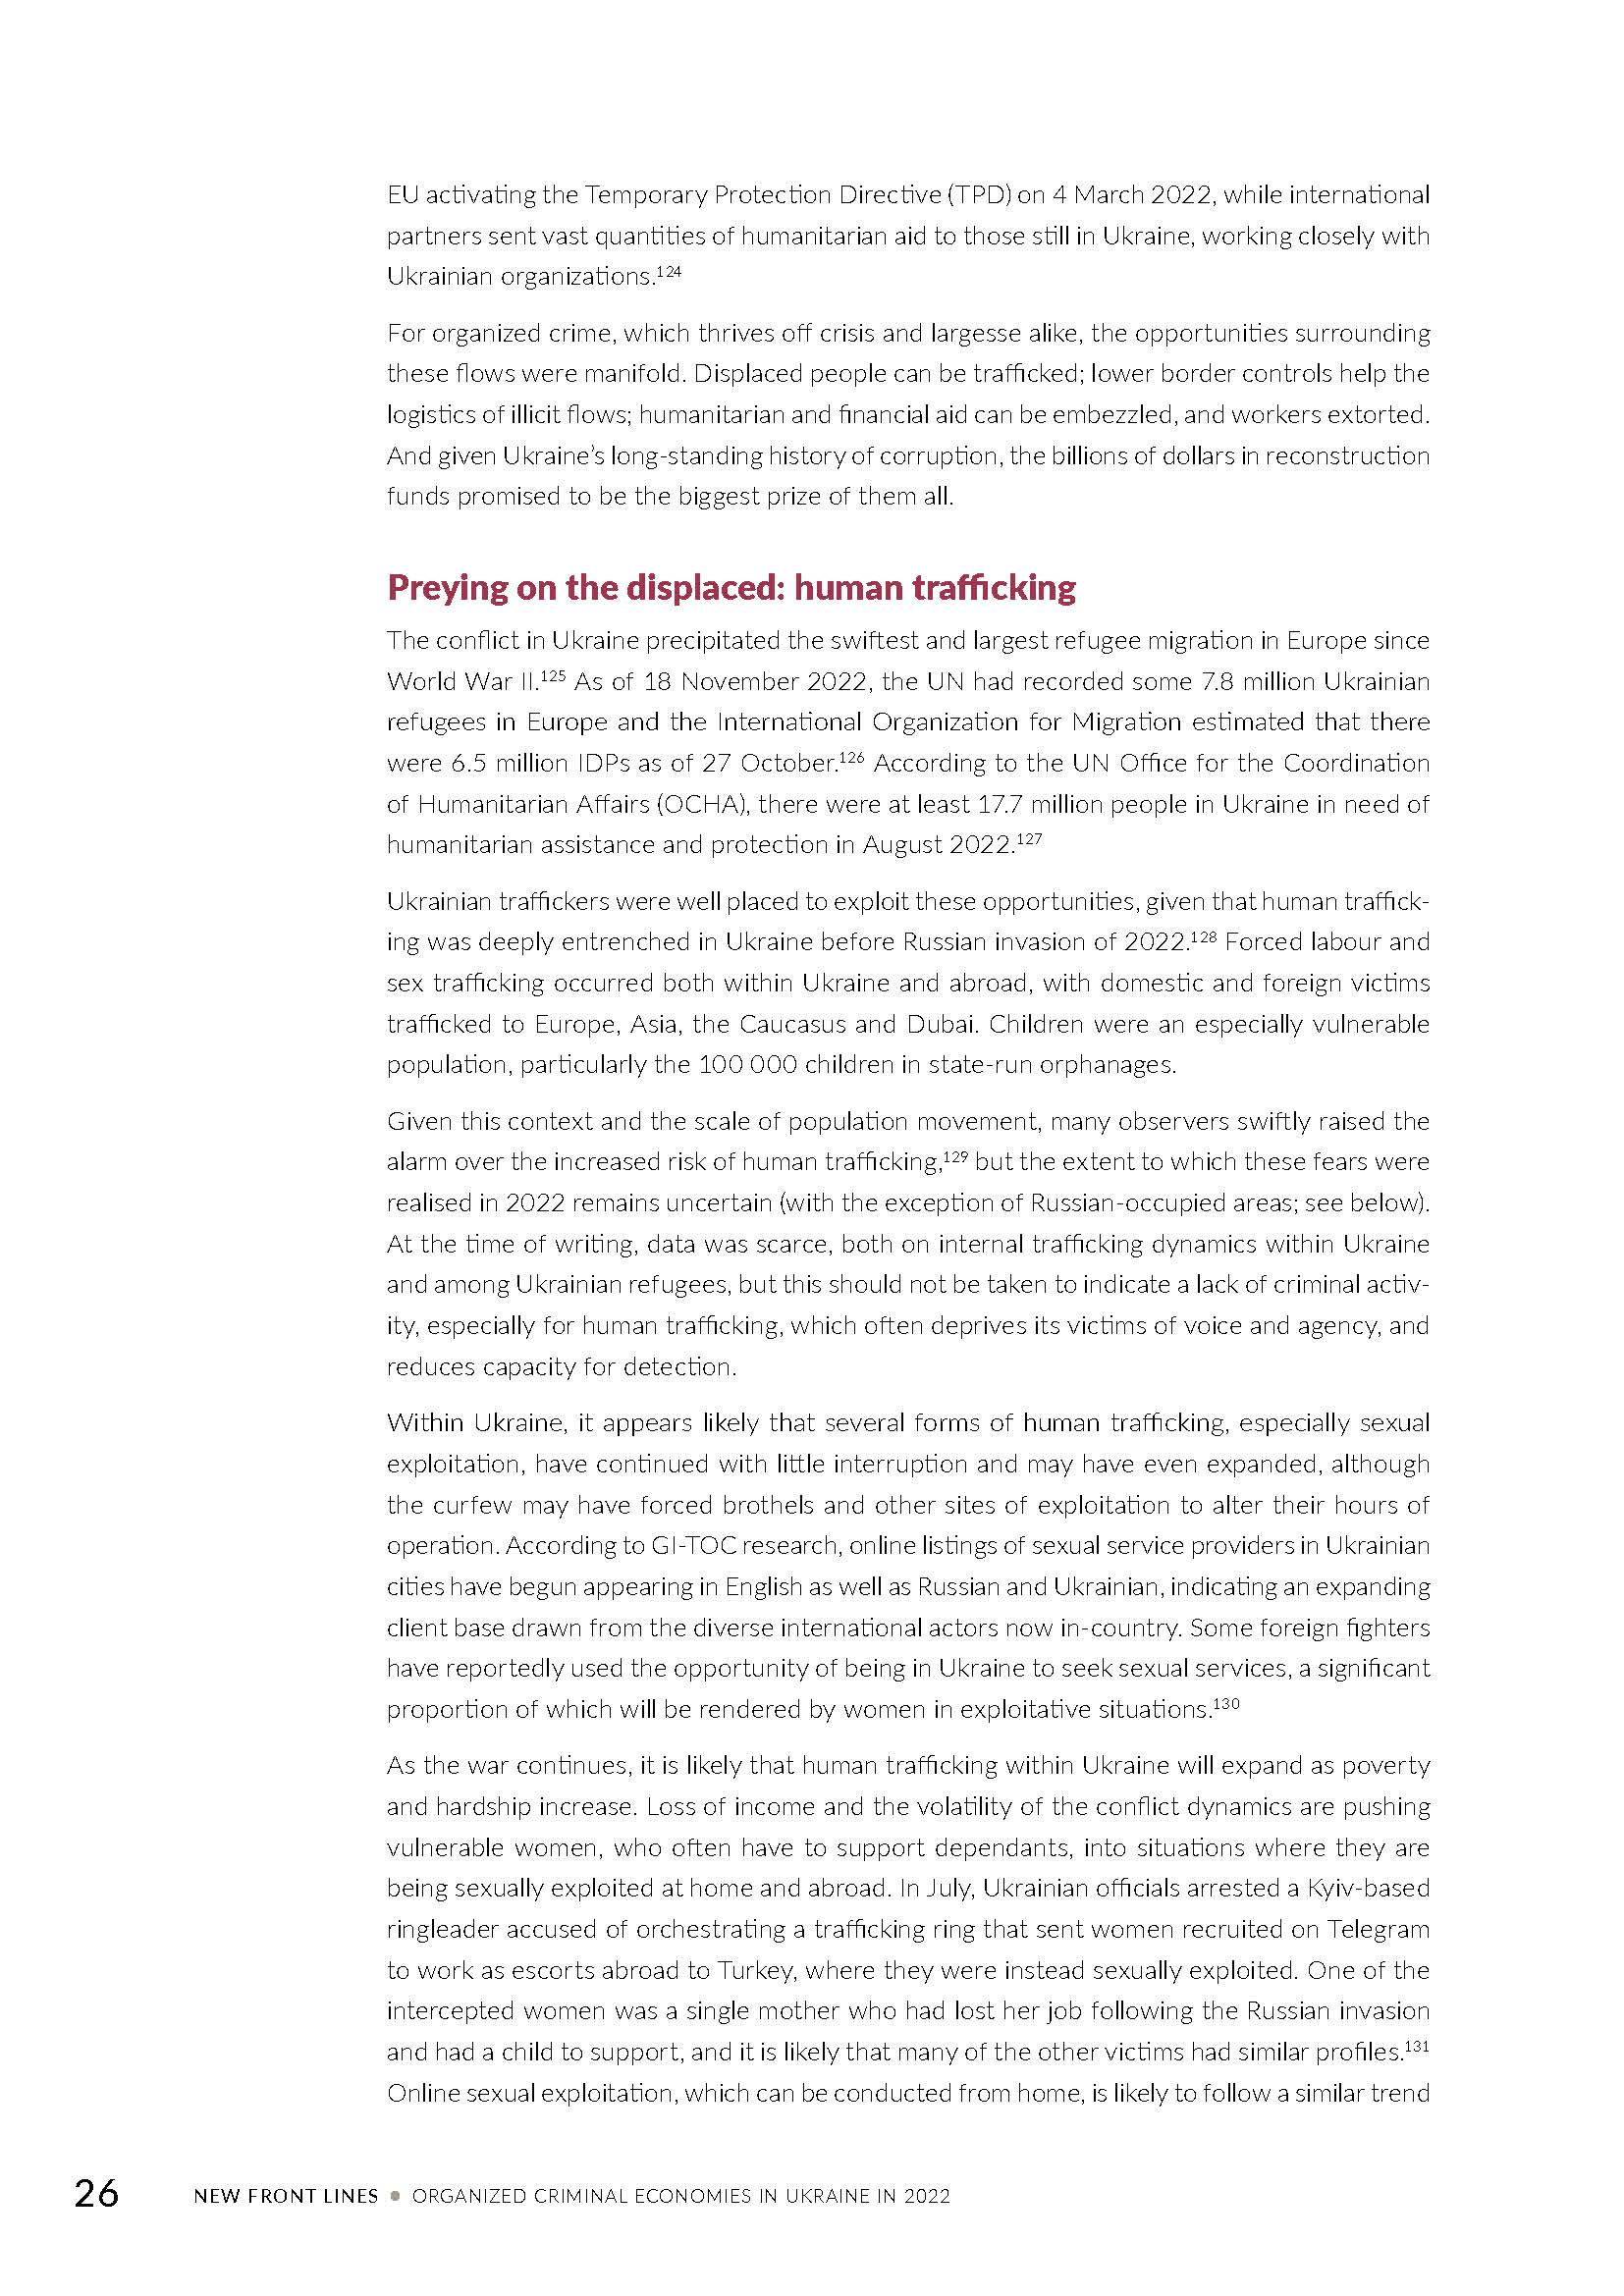 EU activating the Temporary Protection Directive (TPD) on 4 March 2022, while international
partners sent vast quantities of humanitarian aid to those still in Ukraine, working closely with
Ukrainian organizations.124
For organized crime, which thrives off crisis and largesse alike, the opportunities surrounding
these flows were manifold. Displaced people can be trafficked; lower border controls help the
logistics of illicit flows; humanitarian and financial aid can be embezzled, and workers extorted.
And given Ukraine's long-standing history of corruption, the billions of dollars in reconstruction
funds promised to be the biggest prize of them all.
Preying on the displaced: human trafficking
The conflict in Ukraine precipitated the swiftest and largest refugee migration in Europe since
World War II.125 As of 18 November 2022, the UN had recorded some 7.8 million Ukrainian
refugees in Europe and the International Organization for Migration estimated that there
were 6.5 million IDPs as of 27 October.126 According to the UN Office for the Coordination
of Humanitarian Affairs (OCHA), there were at least 17.7 million people in Ukraine in need of
humanitarian assistance and protection in August 2022.127
Ukrainian traffickers were well placed to exploit these opportunities, given that human traffick-
ing was deeply entrenched in Ukraine before Russian invasion of 2022.128 Forced labour and
sex trafficking occurred both within Ukraine and abroad, with domestic and foreign victims
trafficked to Europe, Asia, the Caucasus and Dubai. Children were an especially vulnerable
population, particularly the 100 000 children in state-run orphanages.
Given this context and the scale of population movement, many observers swiftly raised the
alarm over the increased risk of human trafficking,129 but the extent to which these fears were
realised in 2022 remains uncertain (with the exception of Russian-occupied areas; see below).
At the time of writing, data was scarce, both on internal trafficking dynamics within Ukraine
and among Ukrainian refugees, but this should not be taken to indicate a lack of criminal activ-
ity, especially for human trafficking, which often deprives its victims of voice and agency, and
reduces capacity for detection.
Within Ukraine, it appears likely that several forms of human trafficking, especially sexual
exploitation, have continued with little interruption and may have even expanded, although
the curfew may have forced brothels and other sites of exploitation to alter their hours of
operation. According to GI-TOC research, online listings of sexual service providers in Ukrainian
cities have begun appearing in English as well as Russian and Ukrainian, indicating an expanding
client base drawn from the diverse international actors now in-country. Some foreign fighters
have reportedly used the opportunity of being in Ukraine to seek sexual services, a significant
proportion of which will be rendered by women in exploitative situations.130
As the war continues, it is likely that human trafficking within Ukraine will expand as poverty
and hardship increase. Loss of income and the volatility of the conflict dynamics are pushing
vulnerable women, who often have to support dependants, into situations where they are
being sexually exploited at home and abroad. In July, Ukrainian officials arrested a Kyiv-based
ringleader accused of orchestrating a trafficking ring that sent women recruited on Telegram
to work as escorts abroad to Turkey, where they were instead sexually exploited. One of the
intercepted women was a single mother who had lost her job following the Russian invasion
and had a child to support, and it is likely that many of the other victims had similar profiles.131
Online sexual exploitation, which can be conducted from home, is likely to follow a similar trend
26 NEW FRONT LINES • ORGANIZED CRIMINAL ECONOMIES IN UKRAINE IN 2022